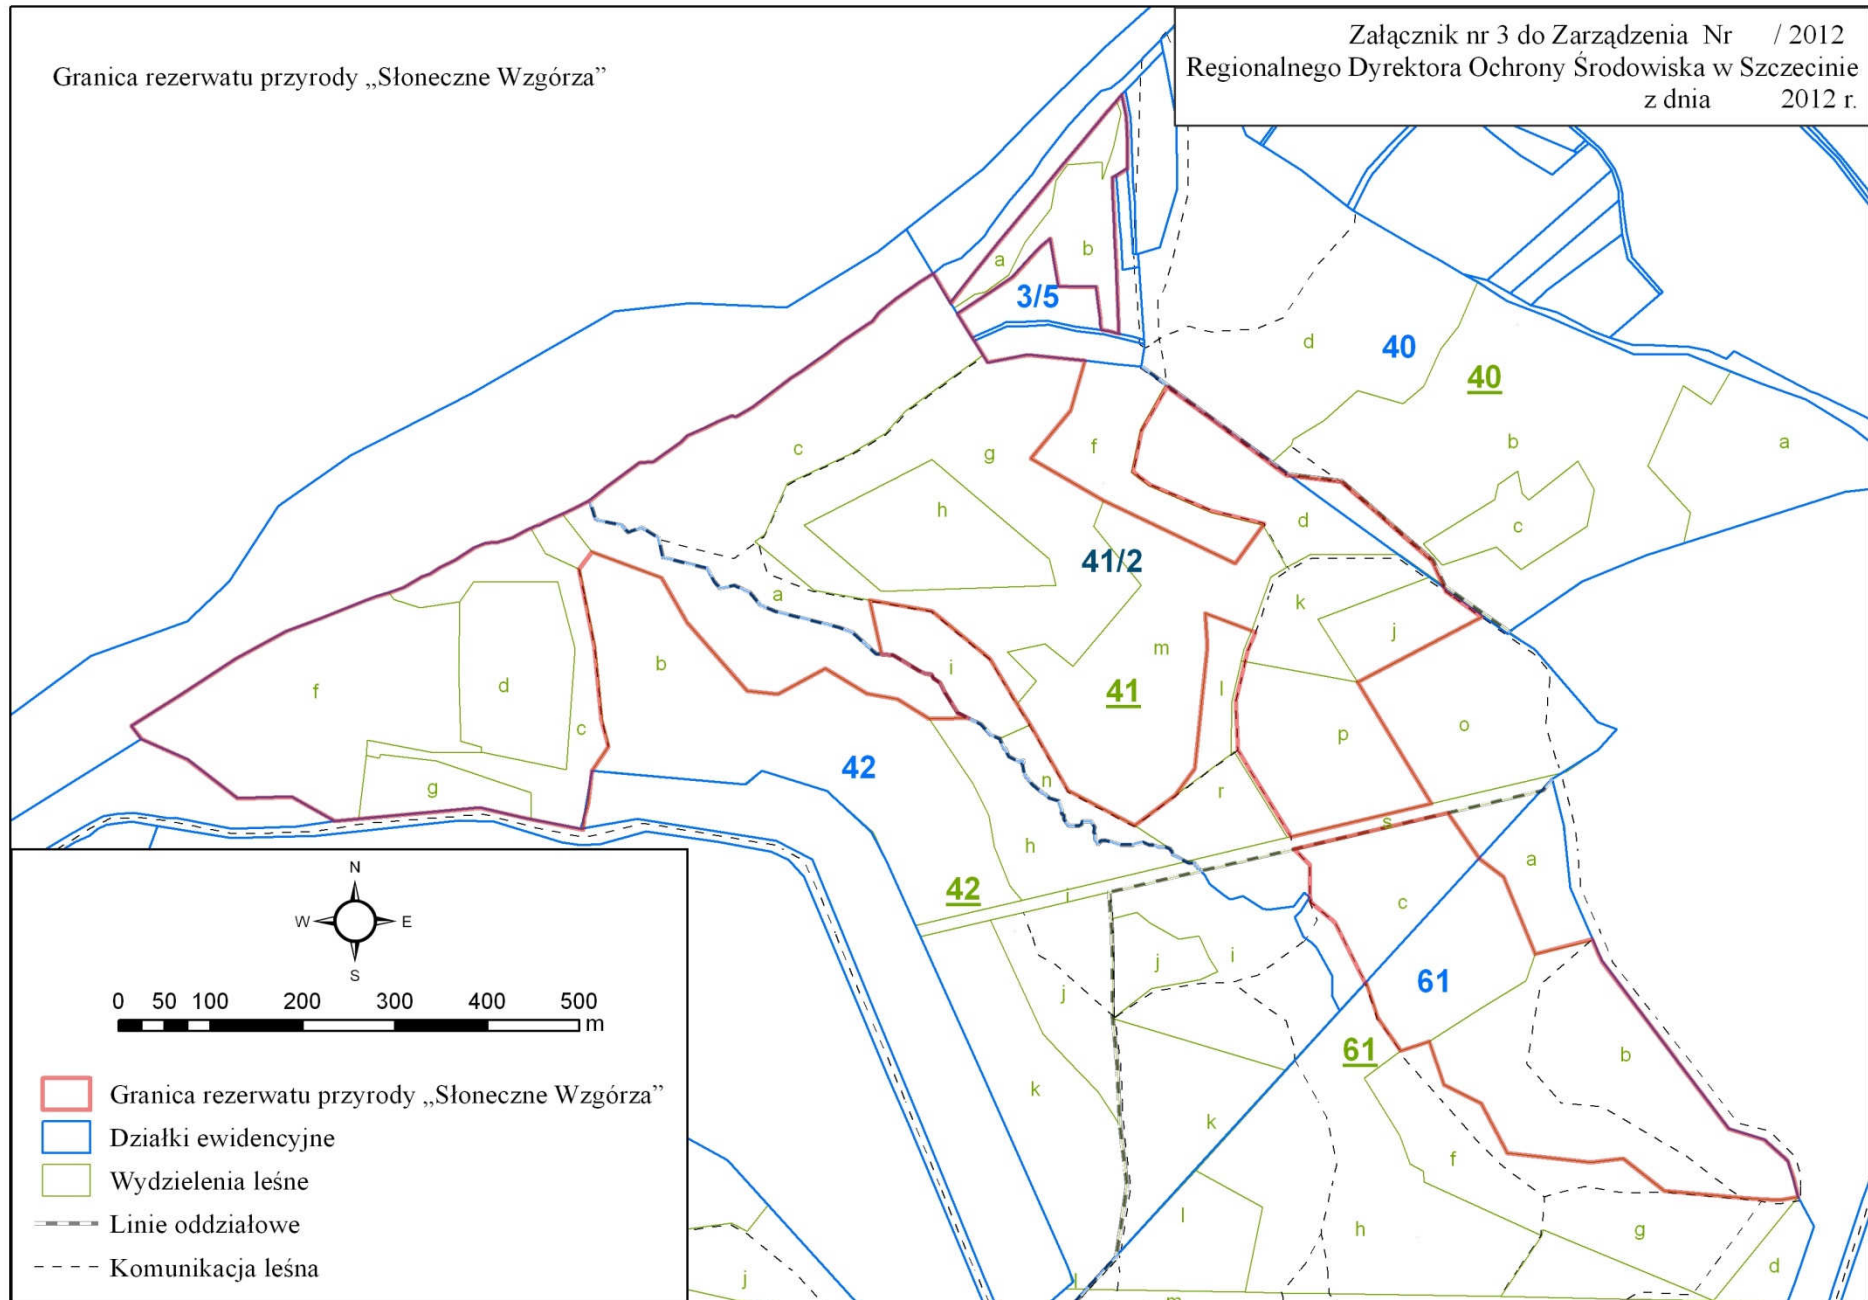 Granica rezerwatu przyrody „Słoneczne Wzgórza”
Załącznik nr 3 do Zarządzenia Nr / 2012
Regionalnego Dyrektora Ochrony Środowiska w Szczecinie
z dnia 2012 r.
a
b
3/5
d
40
40
b
a
c
c
g
f
h
d
41/2
a
k
j
i
m
l
41
b
f
d
c
g
p
o
42
n
r
s
h
42
i
a
c
j
i
j
61
61
b
k
k
f
l
h
g
d
j
l
m
N
W
E
S
0 50 100 200 300 400 500
m
Granica rezerwatu przyrody „Słoneczne Wzgórza”
Działki ewidencyjne
Wydzielenia leśne
Linie oddziałowe
Komunikacja leśna